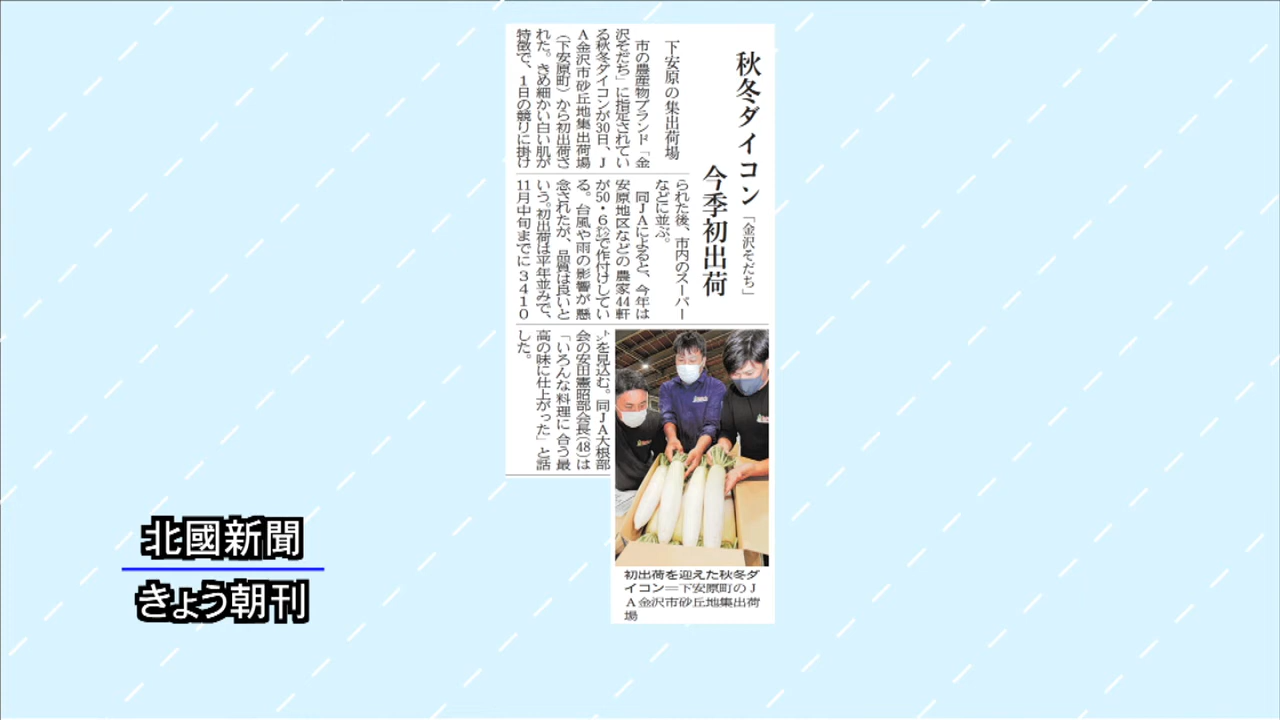 秋冬ダイコン「金沢そだち」
今季初出荷
下安原の集出荷場
市の農産物ブランド「金
沢そだち」に指定されてい
る秋冬ダイコンが30日、J
A金沢市砂丘地集出荷場
(下安原町)から初出荷さ
れた。きめ細かい白い肌が
特徴で、1日の競りに掛け
られた後、市内のスーパー
などに並ぶ。
同JAによると、今年は
安原地区などの農家44軒
が50・6㌶で作付けしてい
る。台風や雨の影響が懸
念されたが、品質は良いと
いう。初出荷は平年並みで、
11月中旬までに3410
㌧を見込む。同JA大根部
会の安田憲昭部会長(48)は
「いろんな料理に合う最
高の味に仕上がった」と話
した。
初出荷を迎えた秋冬ダ
イコン=下安原町のJ
A金沢市砂丘地集出荷
場
北國新聞
きょう朝刊